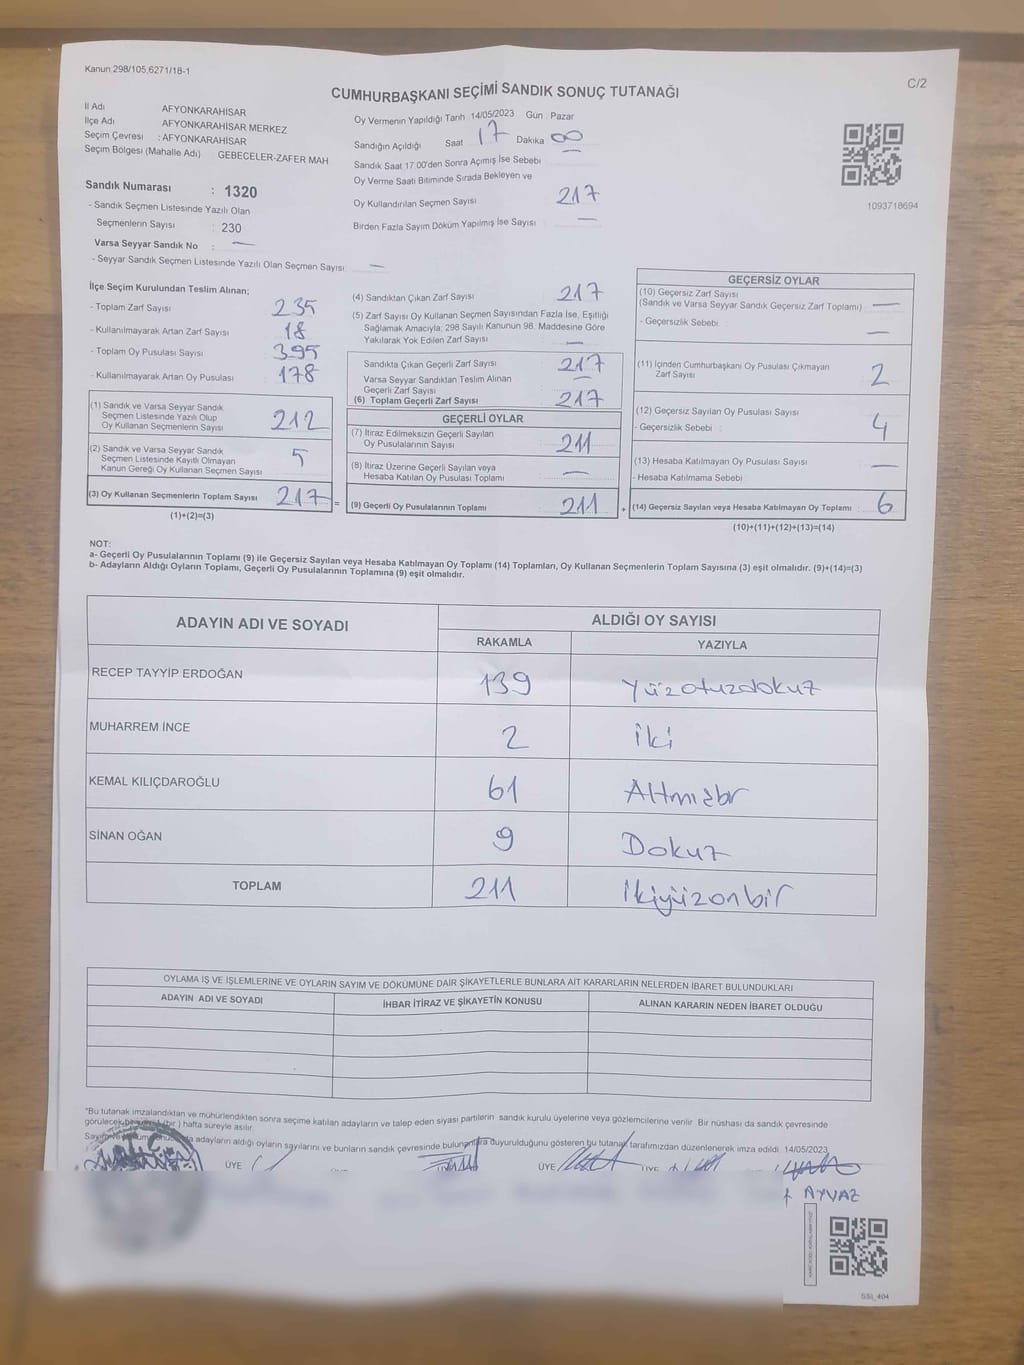 Kanun:298/105,6271/18-1
C/2
CUMHURBAŞKANI SEÇİMİ SANDIK SONUÇ TUTANAĞI
İl Adı AFYONKARAHİSAR
İlçe Adı AFYONKARAHİSAR MERKEZ
Seçim Çevresi : AFYONKARAHİSAR
Seçim Bölgesi (Mahalle Adı) GEBECELER-ZAFER MAH
Sandık Numarası : 1320
- Sandık Seçmen Listesinde Yazılı Olan
Seçmenlerin Sayısı : 230
Varsa Seyyar Sandık No : —
- Seyyar Sandık Seçmen Listesinde Yazılı Olan Seçmen Sayısı: —
Oy Vermenin Yapıldığı Tarih 14/05/2023 Gün : Pazar
Sandığın Açıldığı Saat 17 Dakika 00
Sandık Saat 17.00'den Sonra Açımış İse Sebebi —
Oy Verme Saati Bitiminde Sırada Bekleyen ve
Oy Kullandırılan Seçmen Sayısı 217
Birden Fazla Sayım Döküm Yapılmış İse Sayısı —
1093718694
İlçe Seçim Kurulundan Teslim Alınan;
- Toplam Zarf Sayısı 235
- Kullanılmayarak Artan Zarf Sayısı 18
- Toplam Oy Pusulası Sayısı 395
- Kullanılmayarak Artan Oy Pusulası 178
(1) Sandık ve Varsa Seyyar Sandık
Seçmen Listesinde Yazılı Olup
Oy Kullanan Seçmenlerin Sayısı 212
(2) Sandık ve Varsa Seyyar Sandık
Seçmen Listesinde Kayıtlı Olmayan
Kanun Gereği Oy Kullanan Seçmen Sayısı 5
(3) Oy Kullanan Seçmenlerin Toplam Sayısı 217 =
(1)+(2)=(3)
(4) Sandıktan Çıkan Zarf Sayısı 217
(5) Zarf Sayısı Oy Kullanan Seçmen Sayısından Fazla İse, Eşitliği
Sağlamak Amacıyla; 298 Sayılı Kanunun 98. Maddesine Göre
Yakılarak Yok Edilen Zarf Sayısı —
Sandıkta Çıkan Geçerli Zarf Sayısı 217
Varsa Seyyar Sandıktan Teslim Alınan
Geçerli Zarf Sayısı —
(6) Toplam Geçerli Zarf Sayısı 217
GEÇERLİ OYLAR
(7) İtiraz Edilmeksizin Geçerli Sayılan
Oy Pusulalarının Sayısı 211
(8) İtiraz Üzerine Geçerli Sayılan veya
Hesaba Katılan Oy Pusulası Toplamı —
(9) Geçerli Oy Pusulalarının Toplamı 211 +
GEÇERSİZ OYLAR
(10) Geçersiz Zarf Sayısı
(Sandık ve Varsa Seyyar Sandık Geçersiz Zarf Toplamı) —
- Geçersizlik Sebebi : —
(11) İçinden Cumhurbaşkanı Oy Pusulası Çıkmayan
Zarf Sayısı 2
(12) Geçersiz Sayılan Oy Pusulası Sayısı 4
- Geçersizlik Sebebi :
(13) Hesaba Katılmayan Oy Pusulası Sayısı —
- Hesaba Katılmama Sebebi :
(14) Geçersiz Sayılan veya Hesaba Katılmayan Oy Toplamı : 6
(10)+(11)+(12)+(13)=(14)
NOT:
a- Geçerli Oy Pusulalarının Toplamı (9) ile Geçersiz Sayılan veya Hesaba Katılmayan Oy Toplamı (14) Toplamları, Oy Kullanan Seçmenlerin Toplam Sayısına (3) eşit olmalıdır. (9)+(14)=(3)
b- Adayların Aldığı Oyların Toplamı, Geçerli Oy Pusulalarının Toplamına (9) eşit olmalıdır.
ADAYIN ADI VE SOYADI ALDIĞI OY SAYISI
RAKAMLA YAZIYLA
RECEP TAYYİP ERDOĞAN 139 Yüzotuzdokuz
MUHARREM İNCE 2 İki
KEMAL KILIÇDAROĞLU 61 Altmışbr
SİNAN OĞAN 9 Dokuz
TOPLAM 211 İkiyüzonbir
OYLAMA İŞ VE İŞLEMLERİNE VE OYLARIN SAYIM VE DÖKÜMÜNE DAİR ŞİKAYETLERLE BUNLARA AİT KARARLARIN NELERDEN İBARET BULUNDUKLARI
ADAYIN ADI VE SOYADI İHBAR İTİRAZ VE ŞİKAYETİN KONUSU ALINAN KARARIN NEDEN İBARET OLDUĞU
*Bu tutanak imzalandıktan ve mühürlendikten sonra seçime katılan adayların ve talep eden siyasi partilerin sandık kurulu üyelerine veya gözlemcilerine verilir. Bir nüshası da sandık çevresinde
görülecek bir yere (bir) hafta süreyle asılır.
adayların aldığı oyların sayılarını ve bunların sandık çevresinde bulunanlara duyurulduğunu gösteren bu tutanak tarafımızdan düzenlenerek imza edildi. 14/05/2023
ÜYE ÜYE ÜYE
AYVAZ
SSI_404